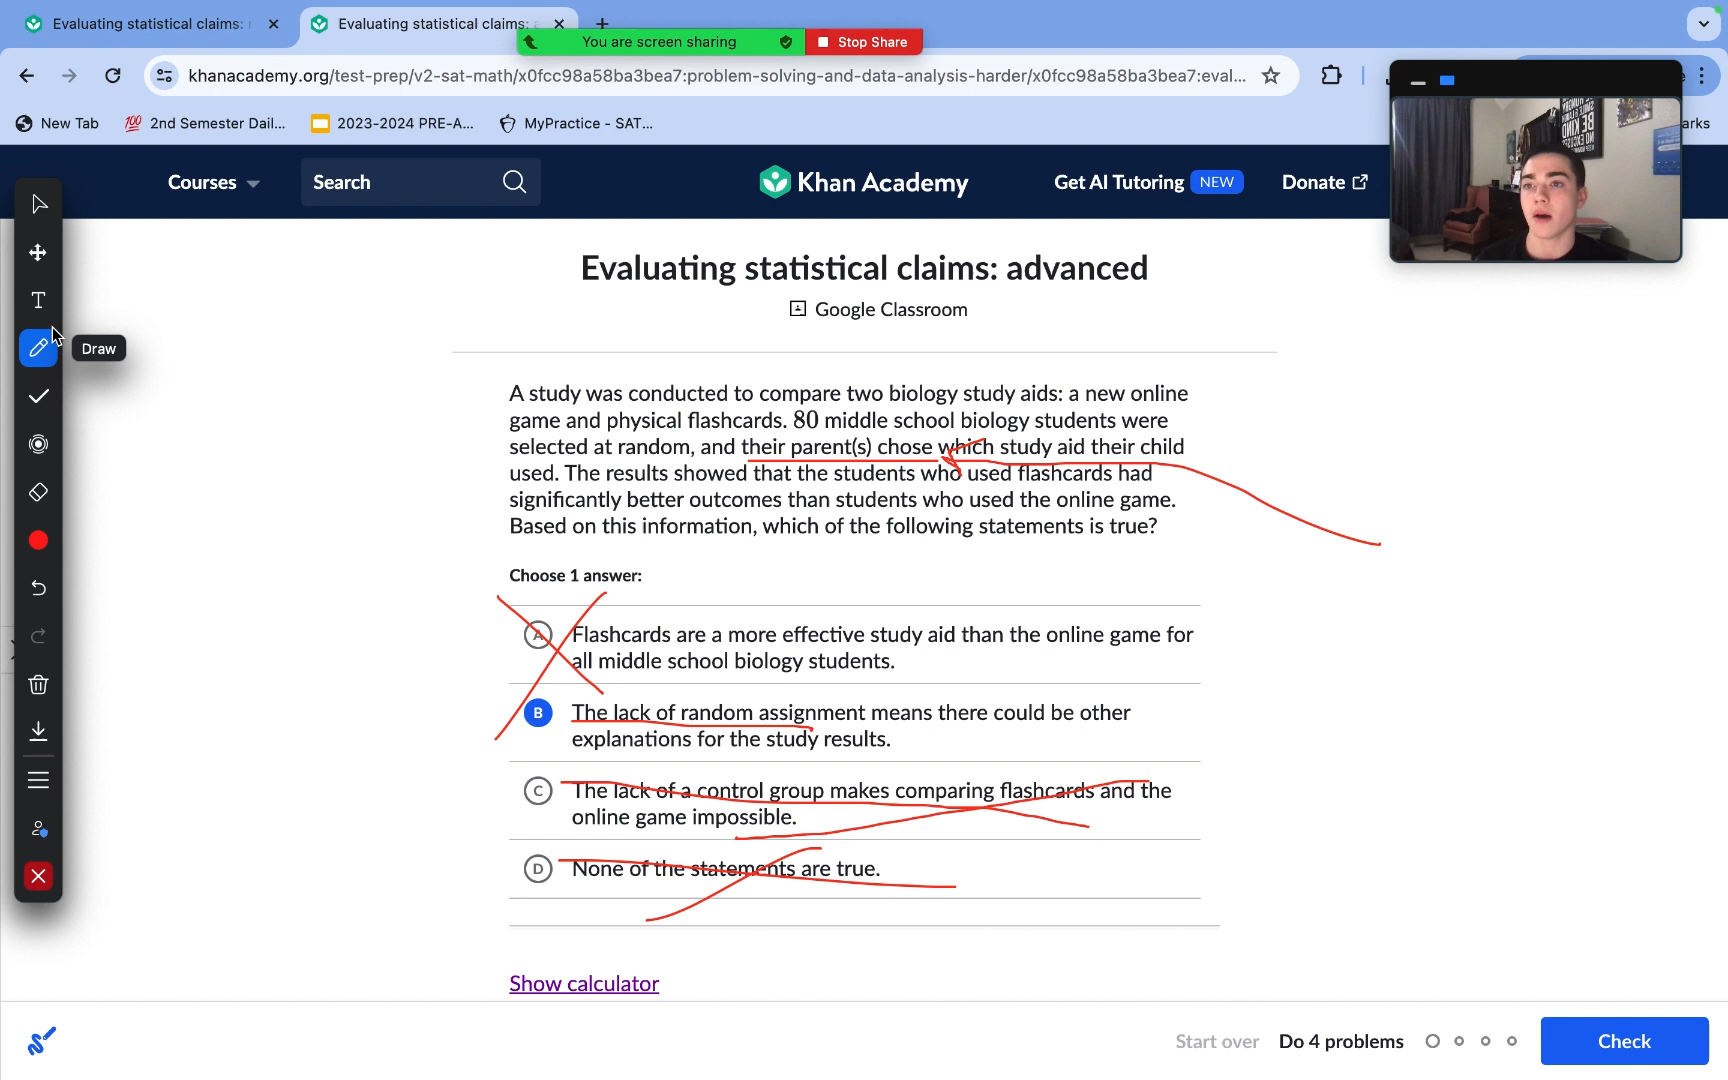 Evaluating statistical claims:
Evaluating statistical claims:
You are screen sharing
Stop Share
khanacademy.org/test-prep/v2-sat-math/x0fcc98a58ba3bea7:problem-solving-and-data-analysis-harder/x0fcc98a58ba3bea7:eval...
New Tab
2nd Semester Dail...
2023-2024 PRE-A...
MyPractice - SAT...
arks
Courses
Search
Khan Academy
Get AI Tutoring
NEW
Donate
BE KIND
T
Draw
Evaluating statistical claims: advanced
Google Classroom
A study was conducted to compare two biology study aids: a new online
game and physical flashcards. 80 middle school biology students were
selected at random, and their parent(s) chose which study aid their child
used. The results showed that the students who used flashcards had
significantly better outcomes than students who used the online game.
Based on this information, which of the following statements is true?
Choose 1 answer:
A
Flashcards are a more effective study aid than the online game for
all middle school biology students.
B
The lack of random assignment means there could be other
explanations for the study results.
C
The lack of a control group makes comparing flashcards and the
online game impossible.
D
None of the statements are true.
Show calculator
Start over
Do 4 problems
Check